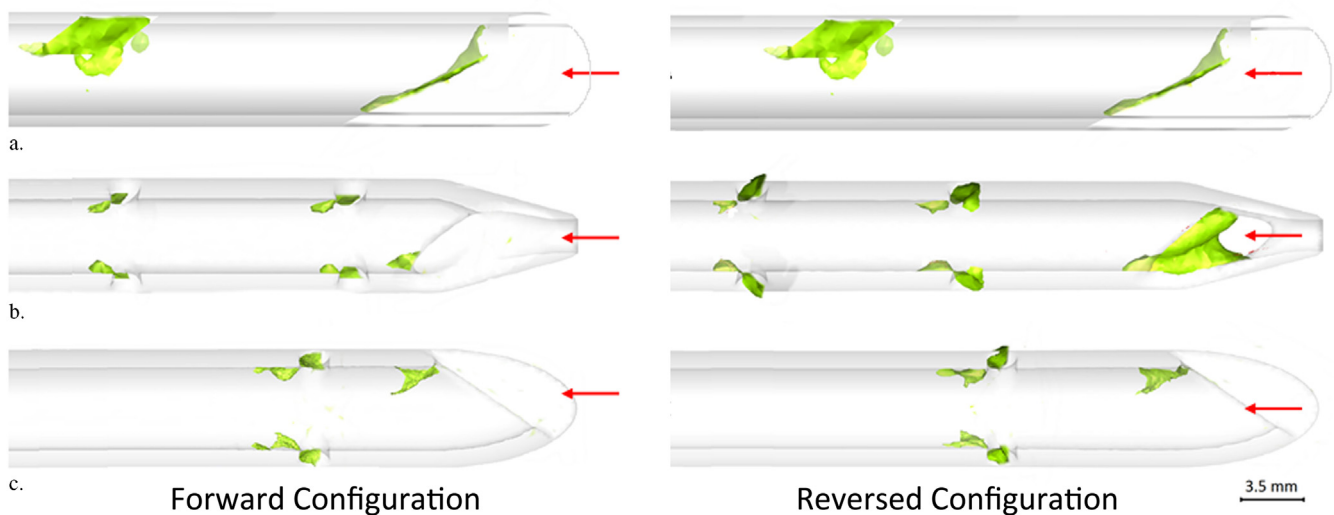 a.
b.
c.
Forward Configuration
Reversed Configuration
3.5 mm